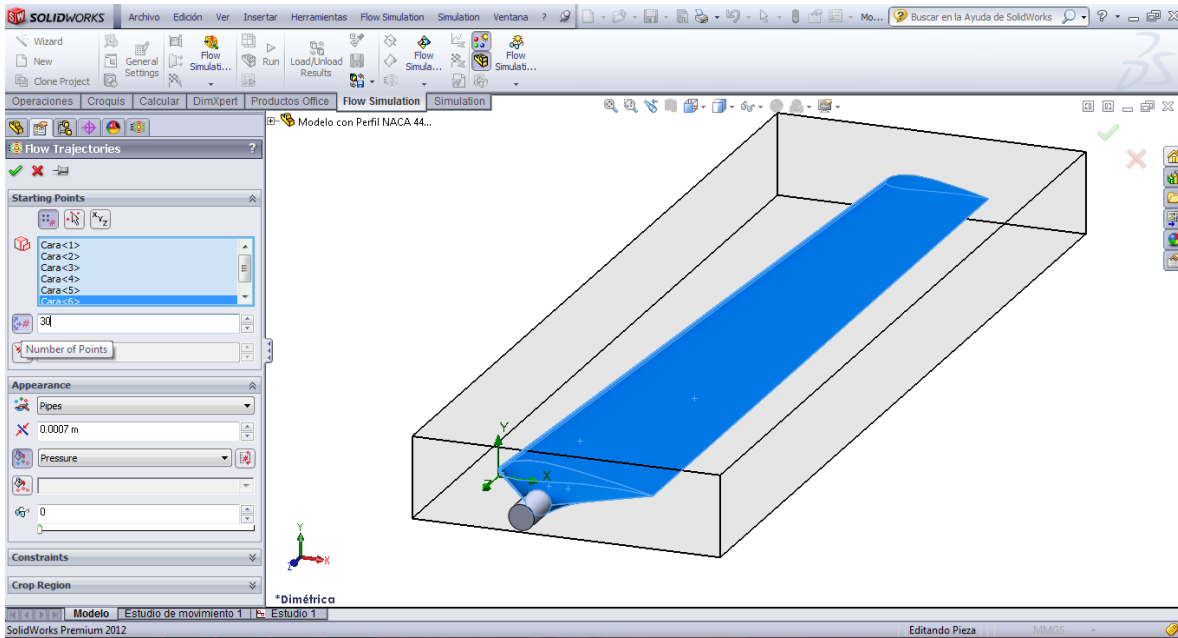 SOLIDWORKS Archivo Edición Ver Insertar Herramientas Flow Simulation Simulation Ventana ? Mo... Buscar en la Ayuda de SolidWorks ?
Wizard
New
Clone Project
General Settings
Flow Simulati...
Run
Load/Unload Results
Flow Simula...
Flow Simulati...
Operaciones Croquis Calcular DimXpert Productos Office Flow Simulation Simulation
Modelo con Perfil NACA 44...
Flow Trajectories ?
Starting Points
Cara<1>
Cara<2>
Cara<3>
Cara<4>
Cara<5>
Cara<6>
30
Number of Points
Appearance
Pipes
0.0007 m
Pressure
0
Constraints
Crop Region
Y
X
Z
Y
X
Z
*Dimétrica
Modelo Estudio de movimiento 1 Estudio 1
SolidWorks Premium 2012 Editando Pieza MMGS